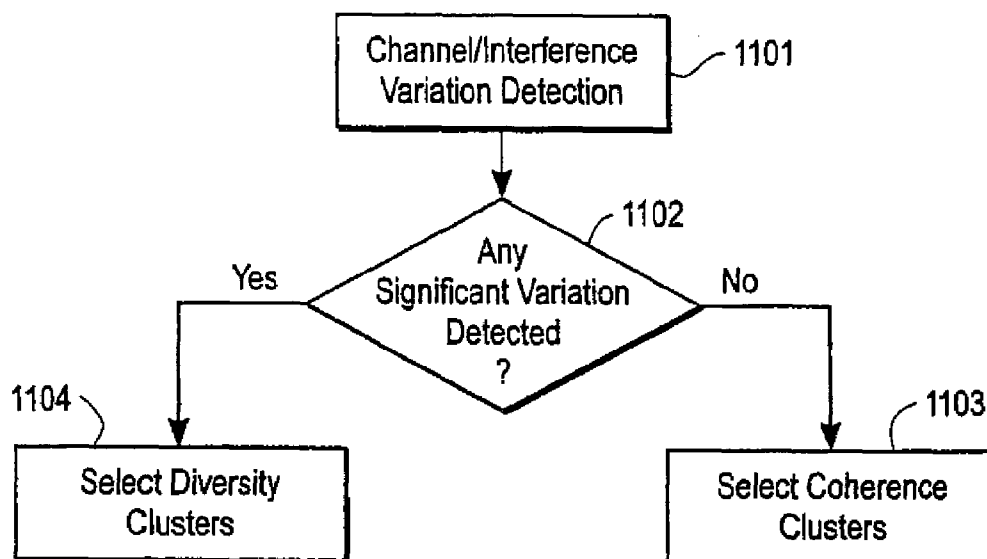 Channel/Interference
Variation Detection
1101
1102
Any
Significant Variation
Detected
?
Yes
No
1104
Select Diversity
Clusters
1103
Select Coherence
Clusters